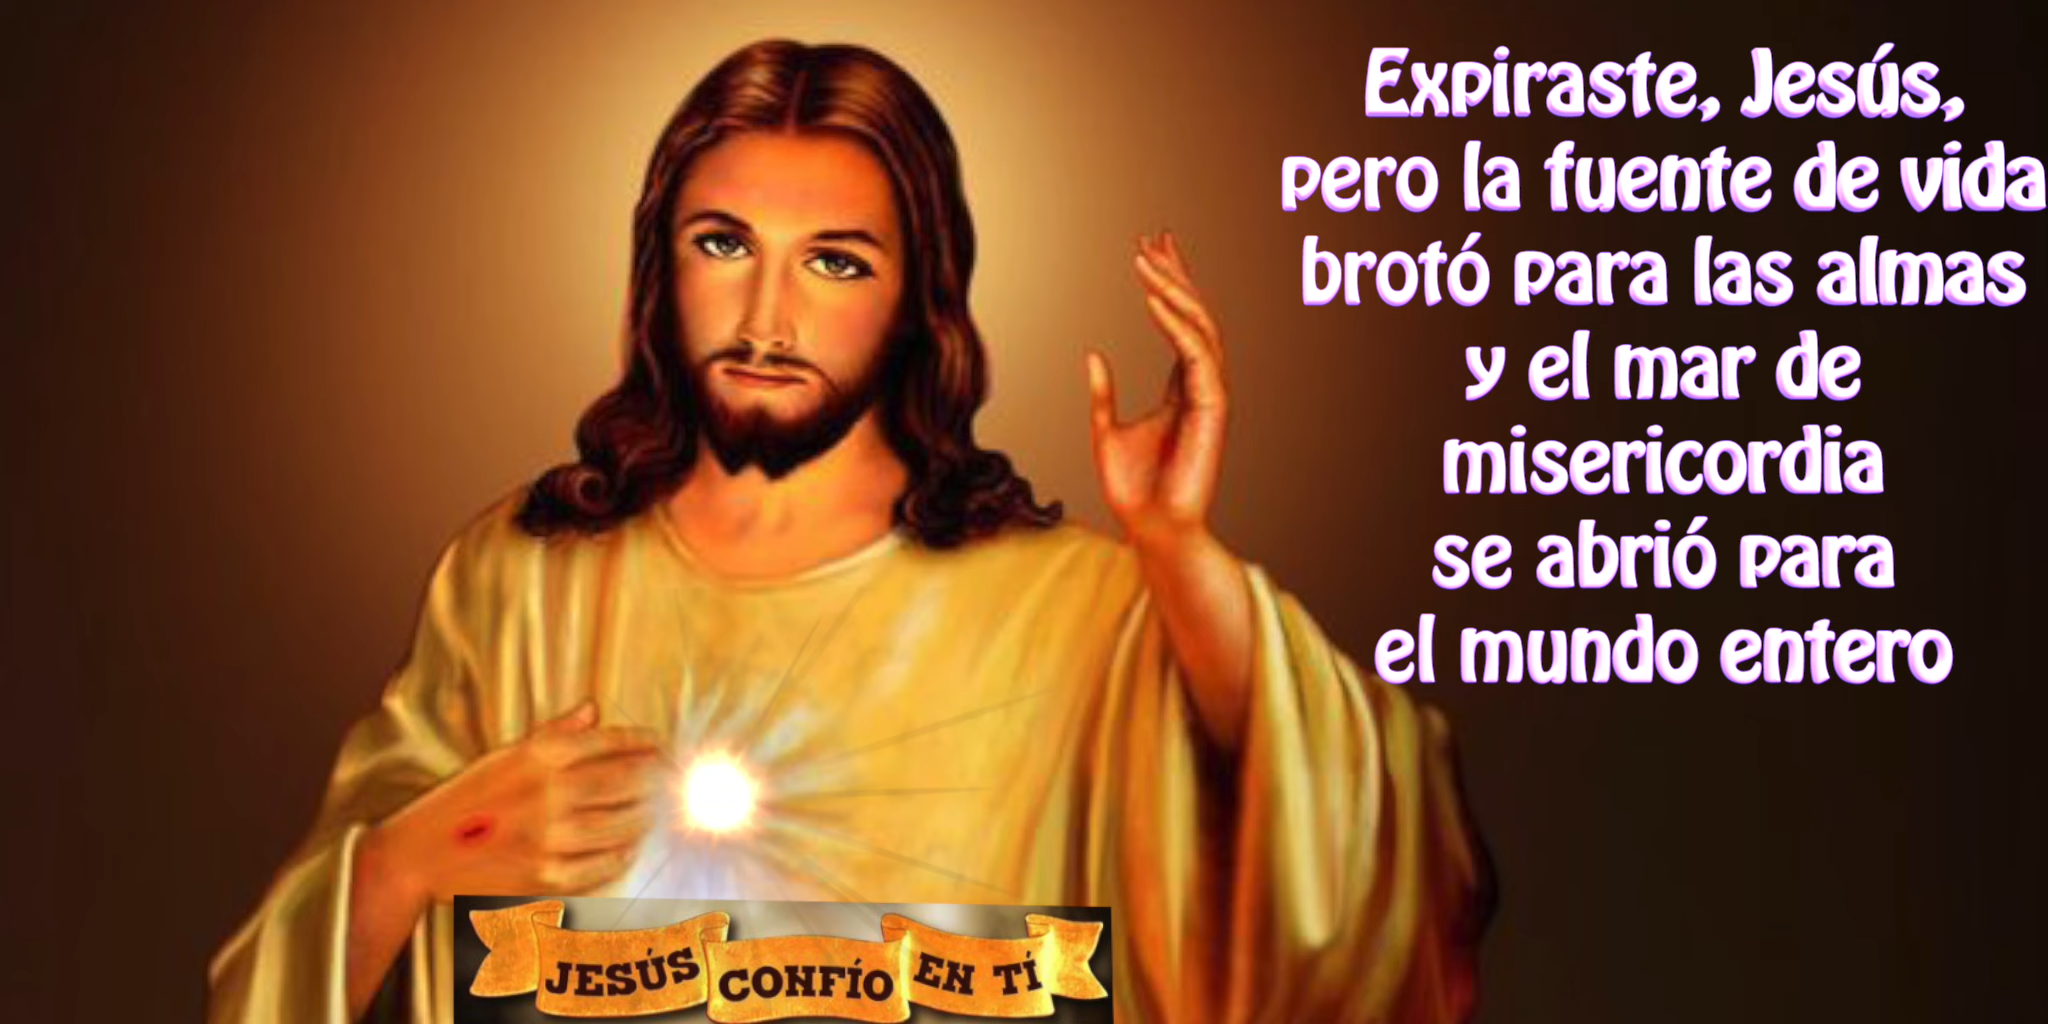 Expiraste, Jesús,
pero la fuente de vida
brotó para las almas
y el mar de
misericordia
se abrió para
el mundo entero
JESÚS CONFÍO EN TÍ